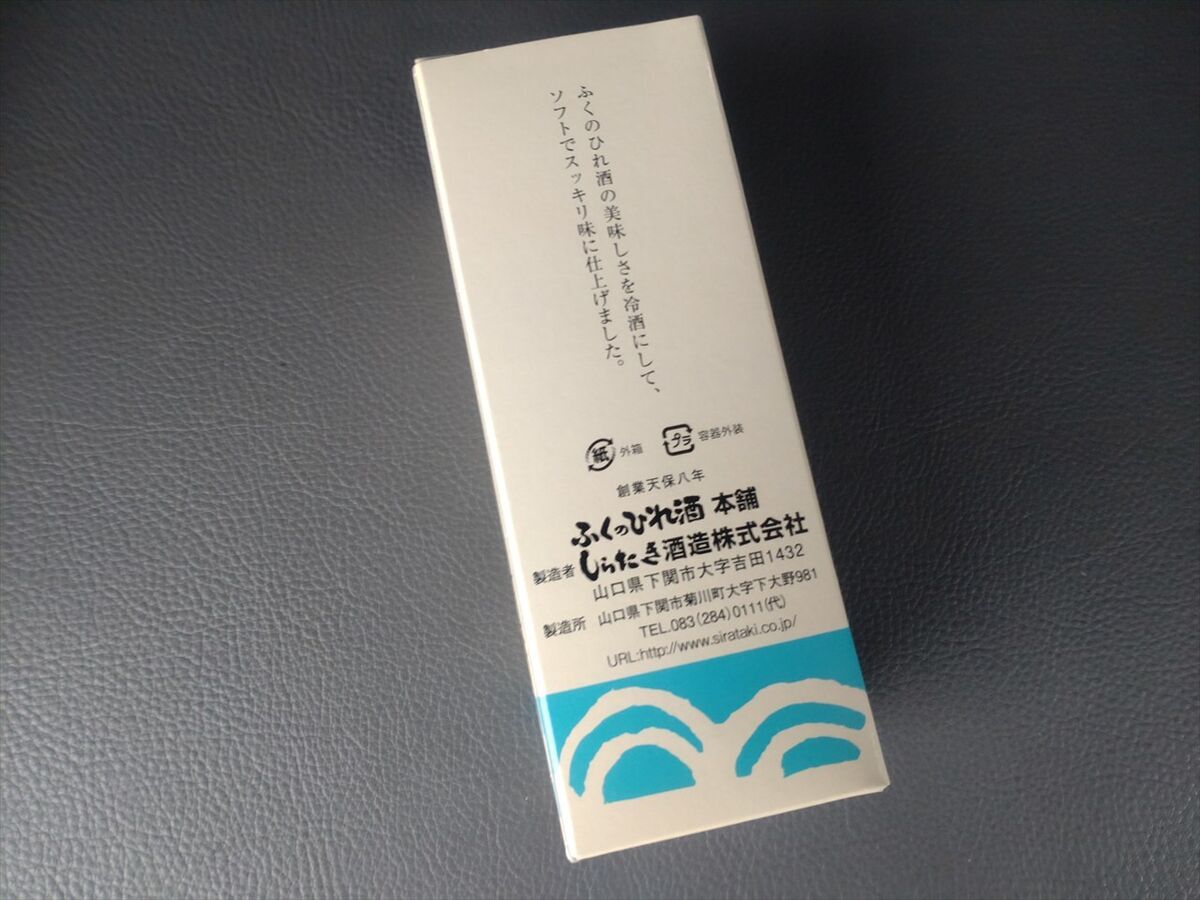 ふくのひれ酒の美味しさを冷酒にして、
ソフトでスッキリ味に仕上げました。
紙 外箱 プラ 容器外装
創業天保八年
ふくのひれ酒 本舗
製造者 しらたき酒造株式会社
山口県下関市大字吉田1432
製造所 山口県下関市菊川町大字下大野981
TEL.083(284)0111(代)
URL:http://www.sirataki.co.jp/